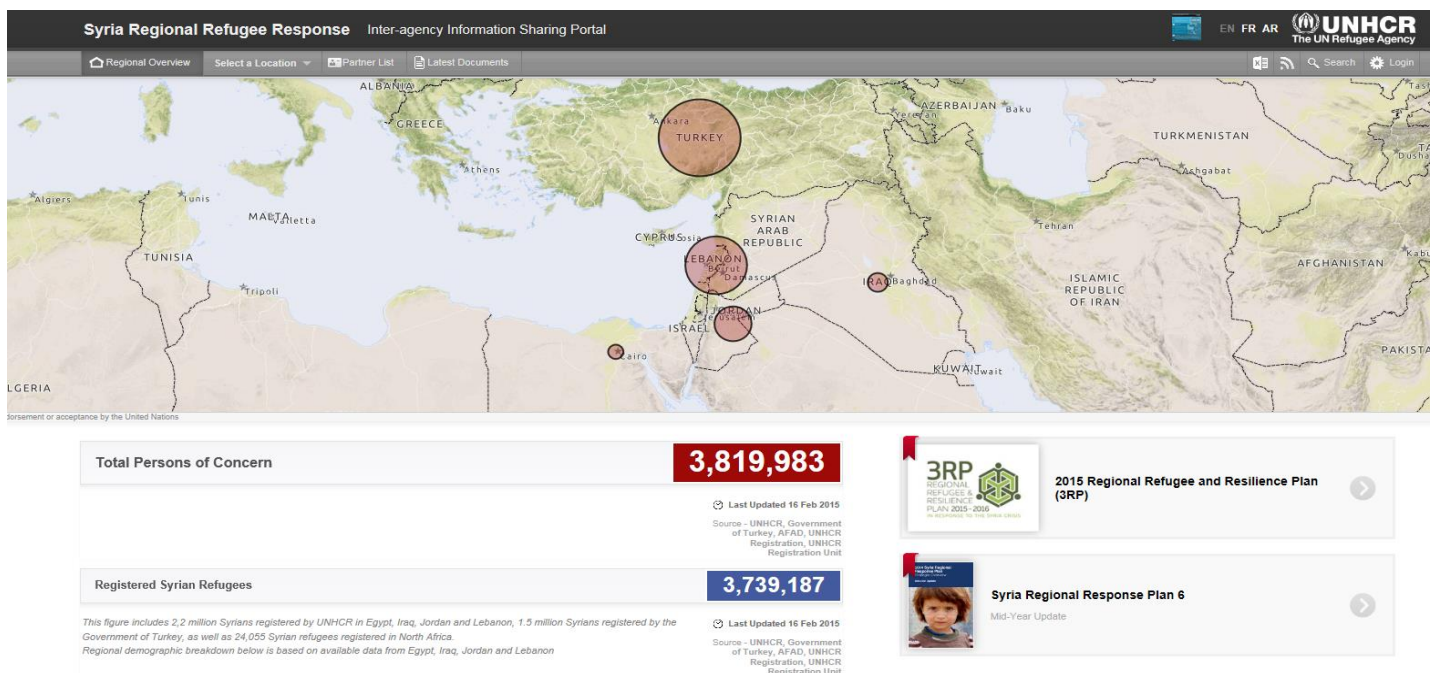 Syria Regional Refugee Response Inter-agency Information Sharing Portal
EN FR AR
UNHCR
The UN Refugee Agency
Regional Overview Select a Location Partner List Latest Documents
Search Login
ALBANIA
GREECE
Athens
Ankara
TURKEY
AZERBAIJAN
Baku
Yerevan
TURKMENISTAN
Ashgabat
Algiers
Tunis
MALTA
Valletta
TUNISIA
Tripoli
CYPRUS
SYRIAN
ARAB
REPUBLIC
LEBANON
Beirut
Damascus
IRAQ
Baghdad
Tehran
ISLAMIC
REPUBLIC
OF IRAN
AFGHANISTAN
JORDAN
Jerusalem
ISRAEL
Cairo
KUWAIT
Kuwait
PAKISTA
LGERIA
dorsement or acceptance by the United Nations
Total Persons of Concern
3,819,983
Last Updated 16 Feb 2015
Source - UNHCR, Government
of Turkey, AFAD, UNHCR
Registration, UNHCR
Registration Unit
Registered Syrian Refugees
3,739,187
This figure includes 2,2 million Syrians registered by UNHCR in Egypt, Iraq, Jordan and Lebanon, 1.5 million Syrians registered by the
Government of Turkey, as well as 24,055 Syrian refugees registered in North Africa.
Regional demographic breakdown below is based on available data from Egypt, Iraq, Jordan and Lebanon
Last Updated 16 Feb 2015
Source - UNHCR, Government
of Turkey, AFAD, UNHCR
Registration, UNHCR
Registration Unit
3RP
REGIONAL
REFUGEE &
RESILIENCE
PLAN 2015-2016
IN RESPONSE TO THE SYRIA CRISIS
2015 Regional Refugee and Resilience Plan
(3RP)
Syria Regional Response Plan 6
Mid-Year Update